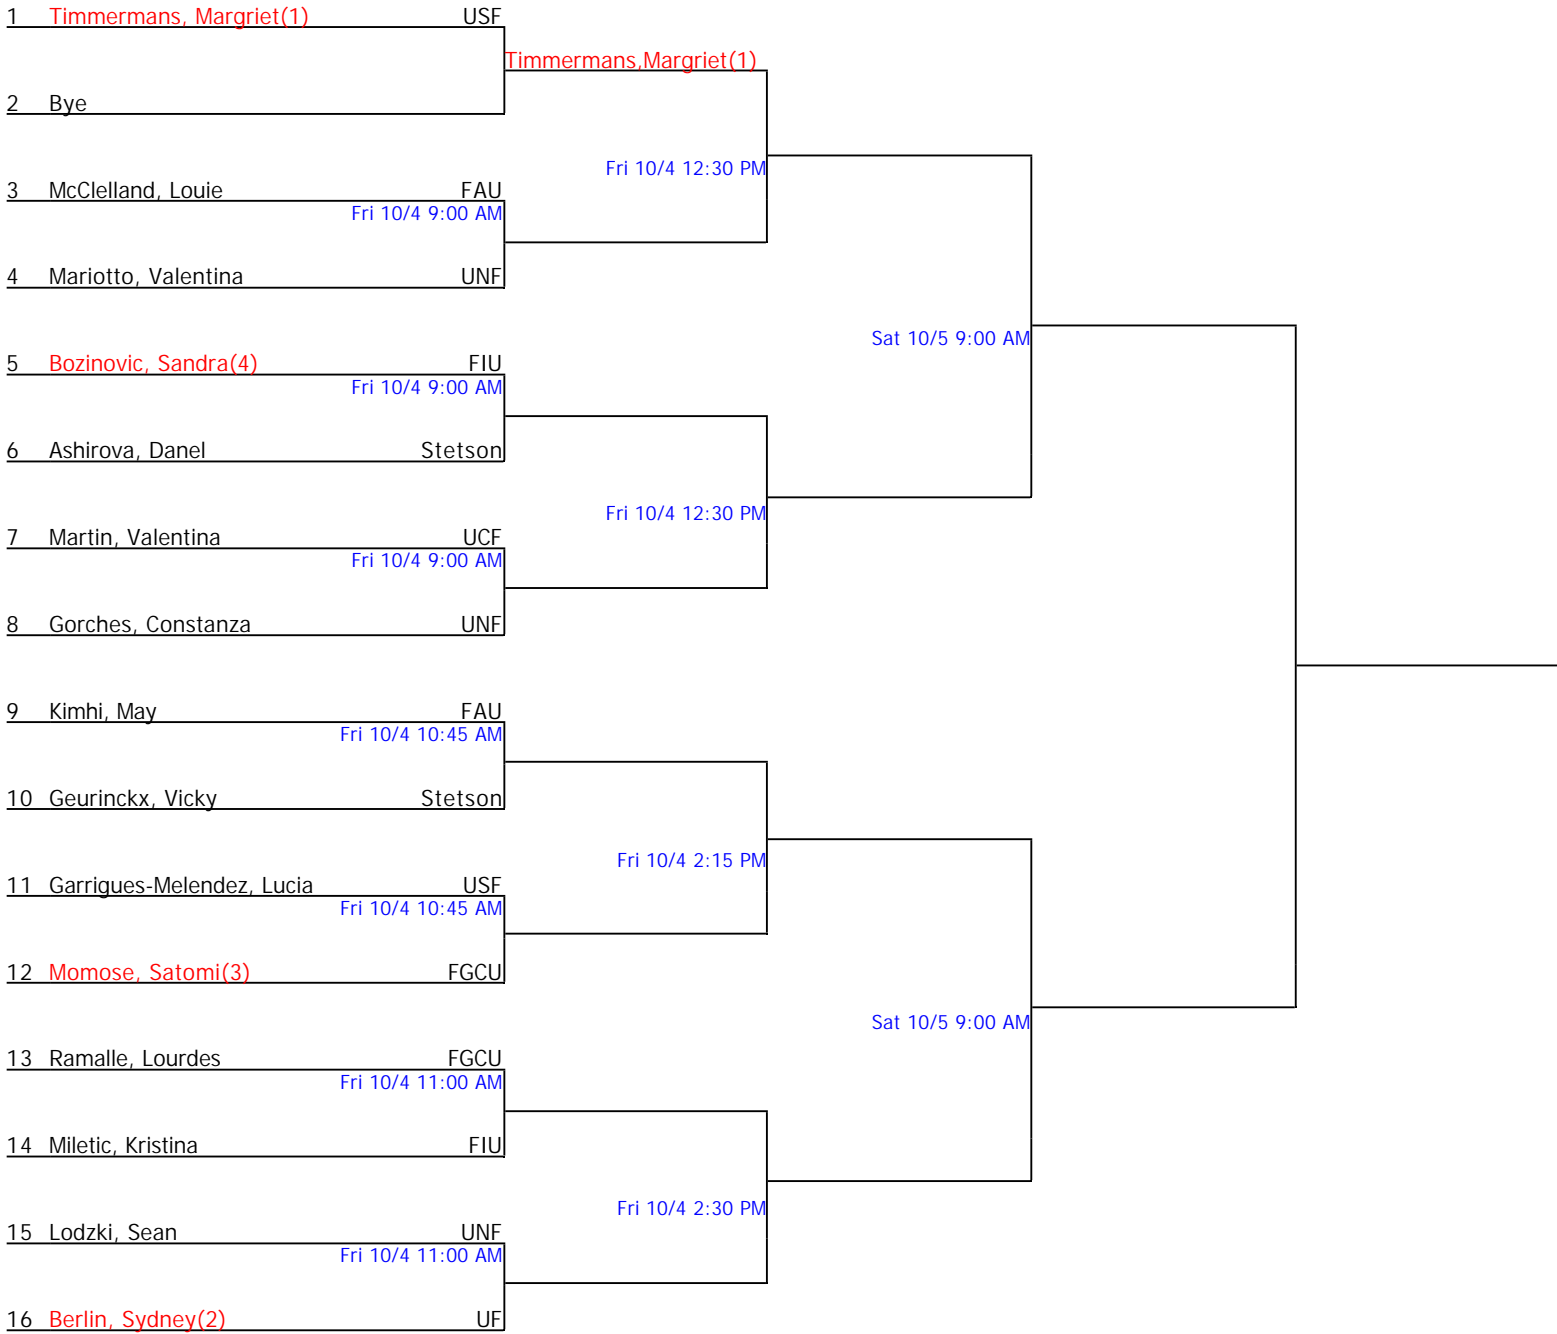 1 Timmermans, Margriet(1) USF
Timmermans,Margriet(1)
2 Bye
Fri 10/4 12:30 PM
3 McClelland, Louie FAU
Fri 10/4 9:00 AM
4 Mariotto, Valentina UNF
Sat 10/5 9:00 AM
5 Bozinovic, Sandra(4) FIU
Fri 10/4 9:00 AM
6 Ashirova, Danel Stetson
Fri 10/4 12:30 PM
7 Martin, Valentina UCF
Fri 10/4 9:00 AM
8 Gorches, Constanza UNF
9 Kimhi, May FAU
Fri 10/4 10:45 AM
10 Geurinckx, Vicky Stetson
Fri 10/4 2:15 PM
11 Garrigues-Melendez, Lucia USF
Fri 10/4 10:45 AM
12 Momose, Satomi(3) FGCU
Sat 10/5 9:00 AM
13 Ramalle, Lourdes FGCU
Fri 10/4 11:00 AM
14 Miletic, Kristina FIU
Fri 10/4 2:30 PM
15 Lodzki, Sean UNF
Fri 10/4 11:00 AM
16 Berlin, Sydney(2) UF